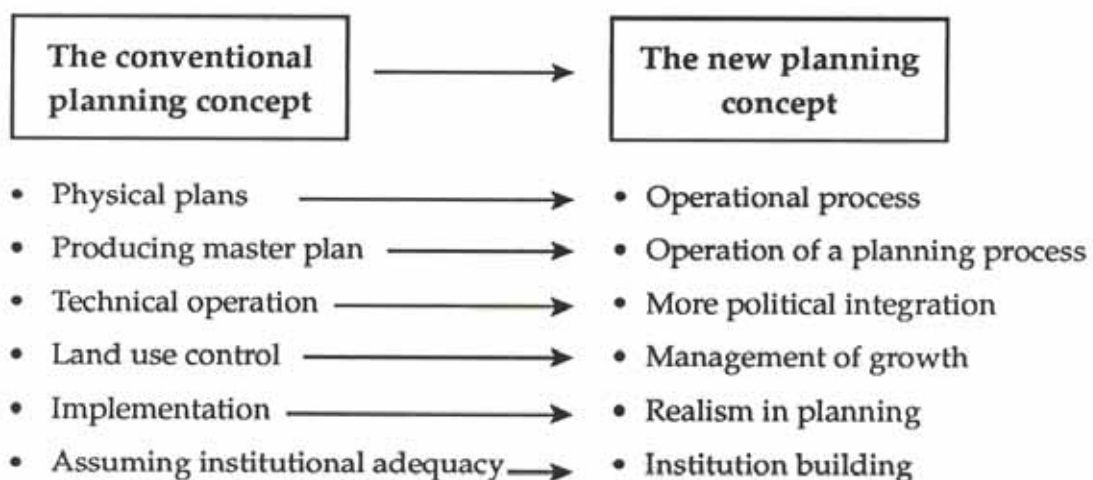 The conventional
planning concept
The new planning
concept
• Physical plans
• Operational process
• Producing master plan
• Operation of a planning process
• Technical operation
• More political integration
• Land use control
• Management of growth
• Implementation
• Realism in planning
• Assuming institutional adequacy
• Institution building